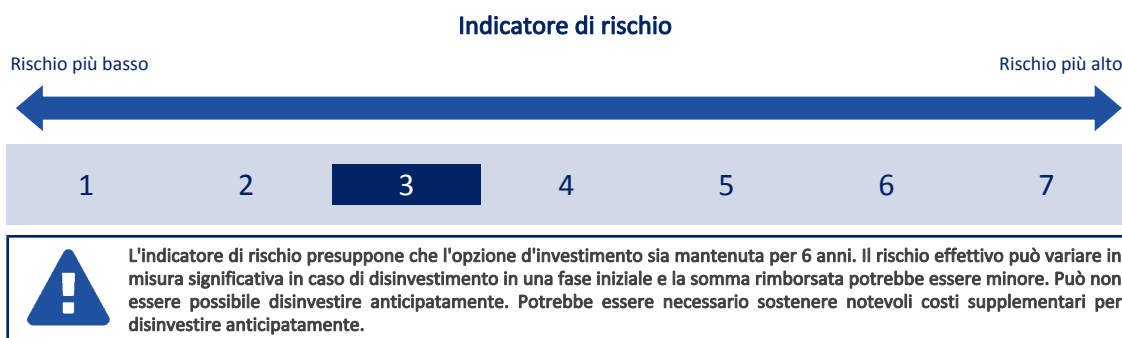 Indicatore di rischio
Rischio più basso
Rischio più alto
1 2 3 4 5 6 7
L'indicatore di rischio presuppone che l'opzione d'investimento sia mantenuta per 6 anni. Il rischio effettivo può variare in
misura significativa in caso di disinvestimento in una fase iniziale e la somma rimborsata potrebbe essere minore. Può non
essere possibile disinvestire anticipatamente. Potrebbe essere necessario sostenere notevoli costi supplementari per
disinvestire anticipatamente.